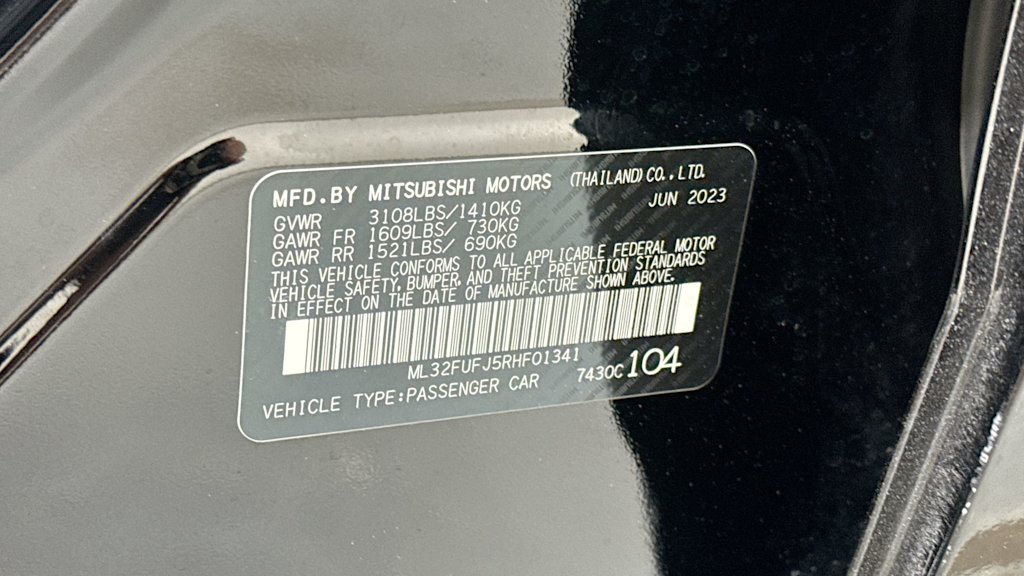 MFD.BY MITSUBISHI MOTORS (THAILAND) CO., LTD.
GVWR 3108LBS/1410KG JUN 2023
GAWR FR 1609LBS/ 730KG
GAWR RR 1521LBS/ 690KG
THIS VEHICLE CONFORMS TO ALL APPLICABLE FEDERAL MOTOR
VEHICLE SAFETY, BUMPER, AND THEFT PREVENTION STANDARDS
IN EFFECT ON THE DATE OF MANUFACTURE SHOWN ABOVE.
ML32FUFJ5RHF01341
VEHICLE TYPE:PASSENGER CAR 7430C 104